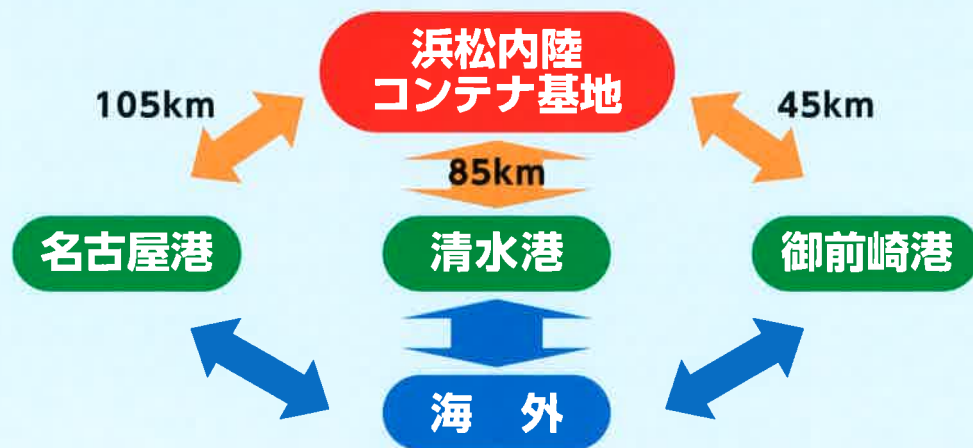 浜松内陸
コンテナ基地
105km
45km
85km
名古屋港
清水港
御前崎港
海　外